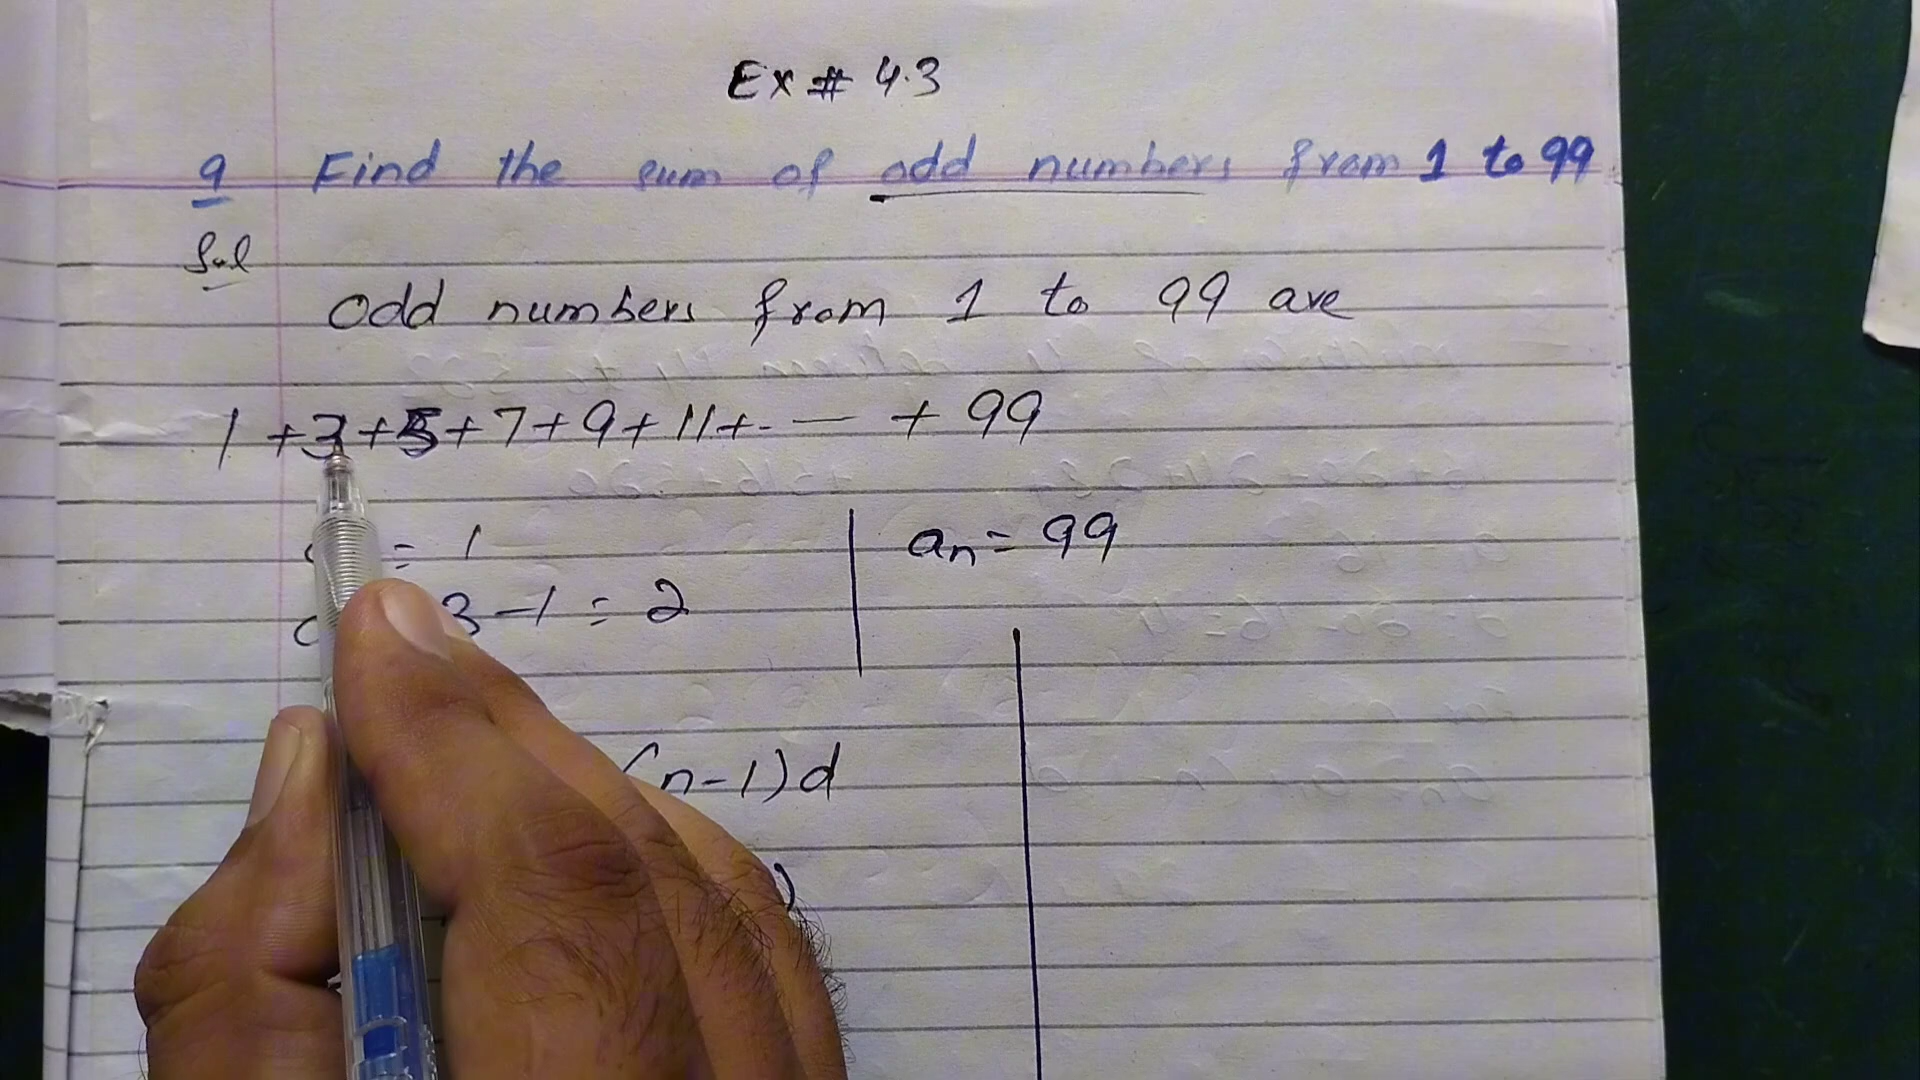 Ex # 4.3
9 Find the sum of odd numbers from 1 to 99
Sol
Odd numbers from 1 to 99 are
1 + 3 + 5 + 7 + 9 + 11 + . — + 99
= 1
3 - 1 = 2
an = 99
(n-1)d
)